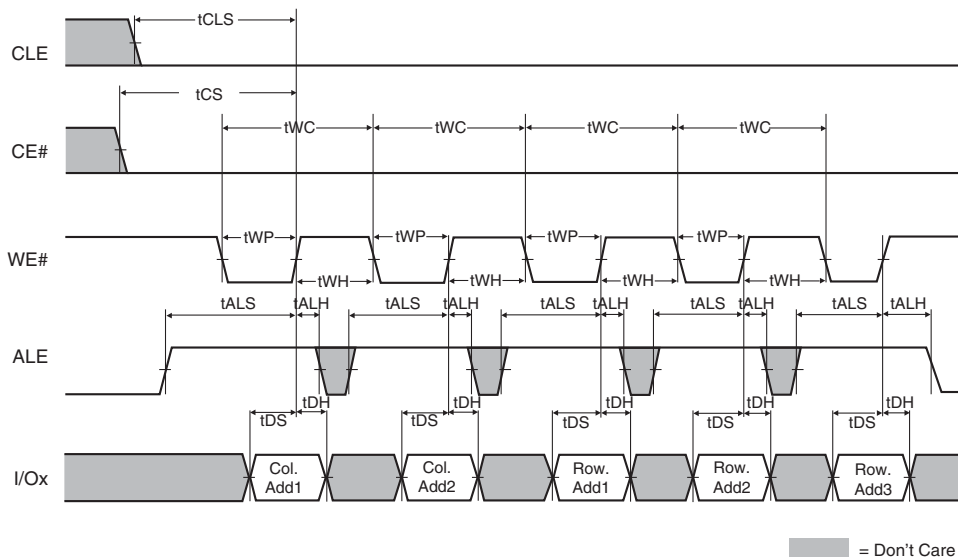 tCLS
CLE
tCS
tWC tWC tWC tWC
CE#
tWP tWP tWP tWP
WE#
tWH tWH tWH tWH
tALS tALH tALS tALH tALS tALH tALS tALH tALS tALH
ALE
tDH tDH tDH tDH tDH
tDS tDS tDS tDS tDS
I/Ox
Col. Add1
Col. Add2
Row. Add1
Row. Add2
Row. Add3
= Don't Care